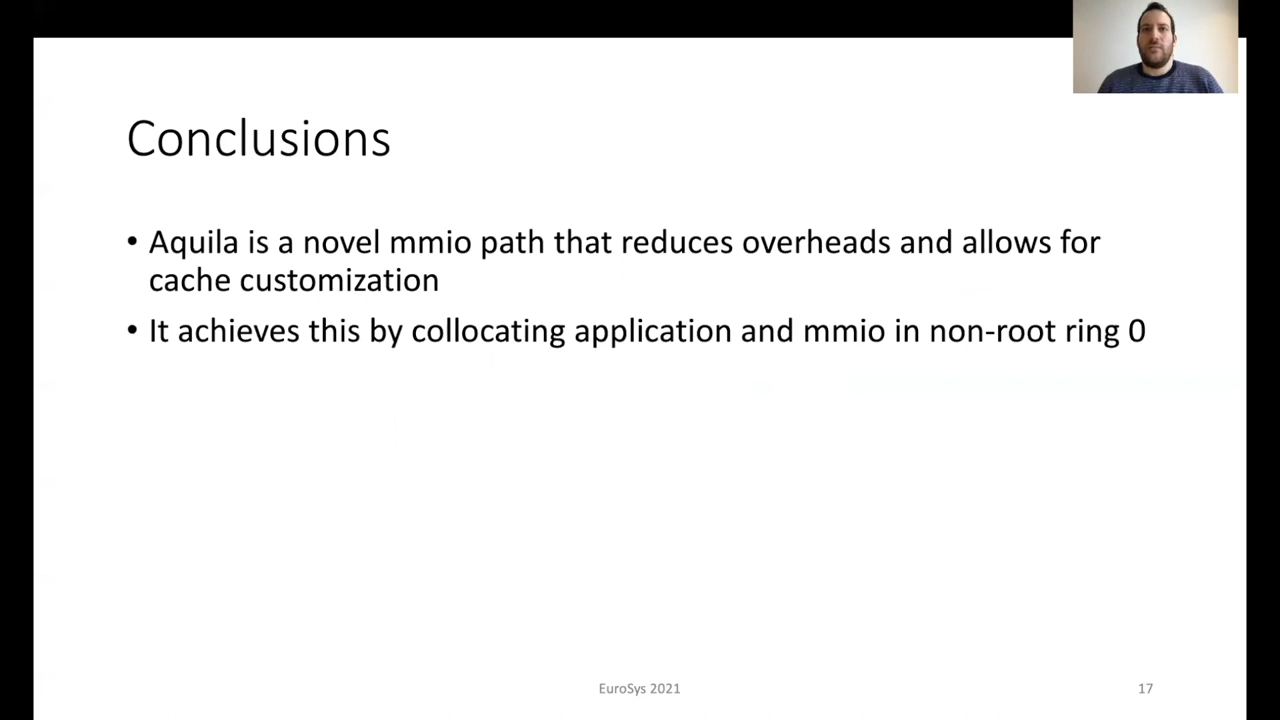 Conclusions
• Aquila is a novel mmio path that reduces overheads and allows for
cache customization
• It achieves this by collocating application and mmio in non-root ring 0
EuroSys 2021
17